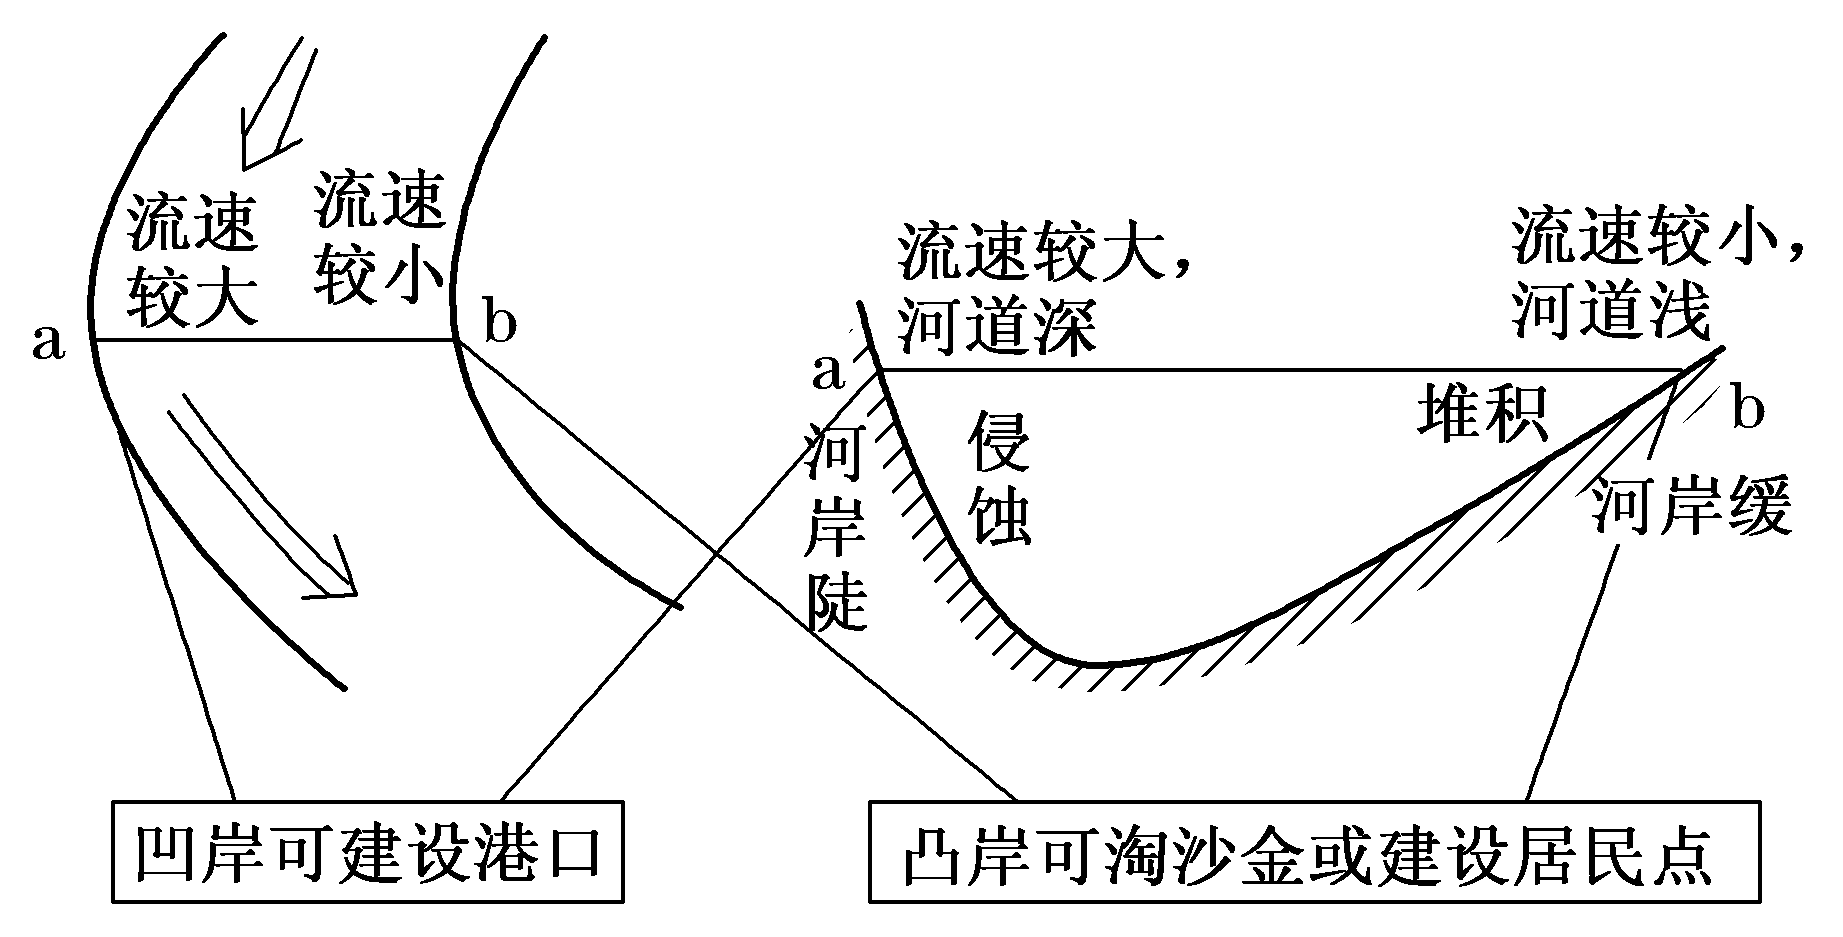 流速
较大
流速
较小
a
b
流速较大，
河道深
流速较小，
河道浅
a
b
侵
蚀
堆积
河
岸
陡
河岸缓
凹岸可建设港口
凸岸可淘沙金或建设居民点